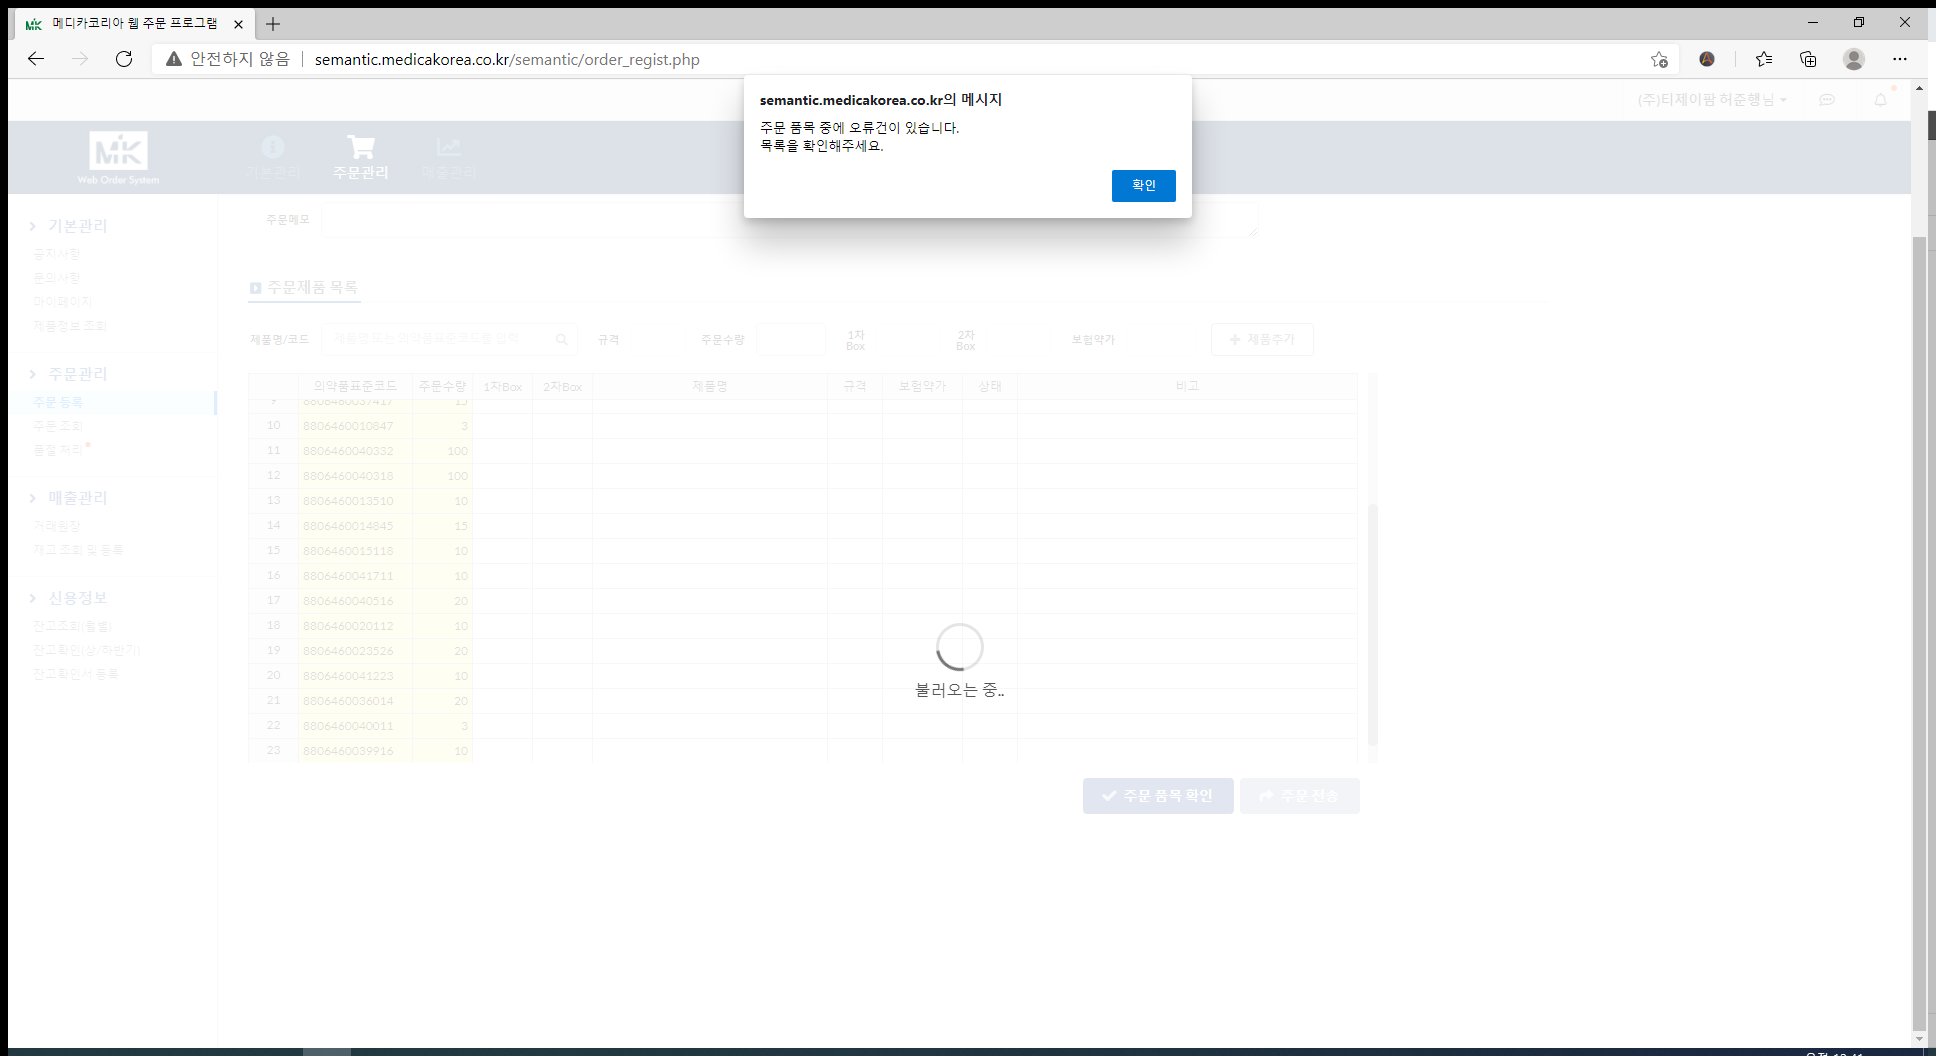 메디카코리아 웹 주문 프로그램
안전하지 않음
semantic.medicakorea.co.kr/semantic/order_regist.php
semantic.medicakorea.co.kr의 메시지
주문 품목 중에 오류건이 있습니다.
목록을 확인해주세요.
확인
(주)티제이팜 허준행님
MK
Web Order System
기본관리
주문관리
매출관리
기본관리
공지사항
문의사항
마이페이지
제품정보 조회
주문관리
주문 등록
주문 조회
품절 처리
매출관리
거래원장
재고 조회 및 등록
신용정보
잔고조회(월별)
잔고확인(상/하반기)
잔고확인서 등록
주문메모
주문제품 목록
제품명/코드
제품명 또는 의약품표준코드를 입력
규격
주문수량
1차 Box
2차 Box
보험약가
제품추가
의약품표준코드 주문수량 1차Box 2차Box 제품명 규격 보험약가 상태 비고
9 8806460037417 15
10 8806460010847 3
11 8806460040332 100
12 8806460040318 100
13 8806460013510 10
14 8806460014845 15
15 8806460015118 10
16 8806460041711 10
17 8806460040516 20
18 8806460020112 10
19 8806460023526 20
20 8806460041223 10
21 8806460036014 20
22 8806460040011 3
23 8806460039916 10
불러오는 중..
주문 품목 확인
주문 전송